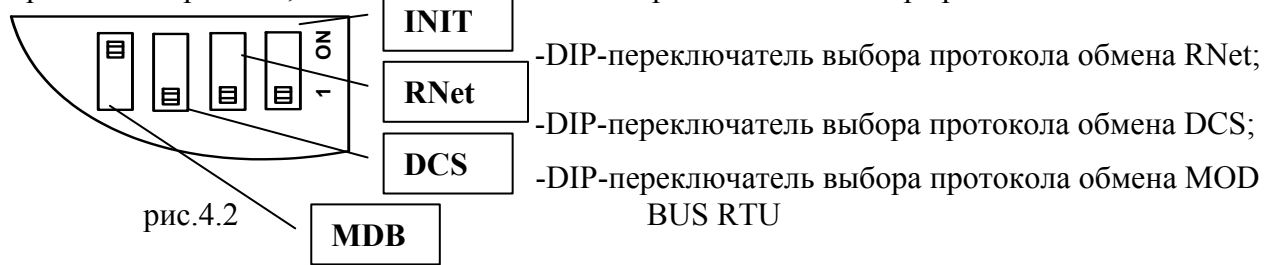 INIT
ON
1
-DIP-переключатель выбора протокола обмена RNet;
RNet
-DIP-переключатель выбора протокола обмена DCS;
DCS
-DIP-переключатель выбора протокола обмена MOD
BUS RTU
рис.4.2
MDB